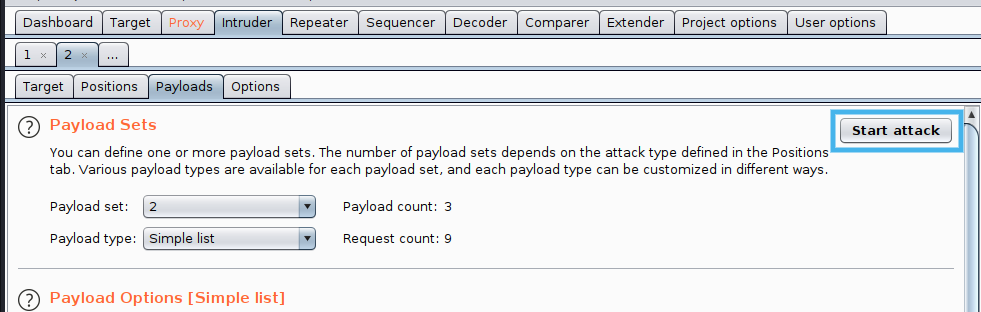 Dashboard Target Proxy Intruder Repeater Sequencer Decoder Comparer Extender Project options User options
1 × 2 × ...
Target Positions Payloads Options
? Payload Sets Start attack
You can define one or more payload sets. The number of payload sets depends on the attack type defined in the Positions
tab. Various payload types are available for each payload set, and each payload type can be customized in different ways.
Payload set: 2 Payload count: 3
Payload type: Simple list Request count: 9
? Payload Options [Simple list]